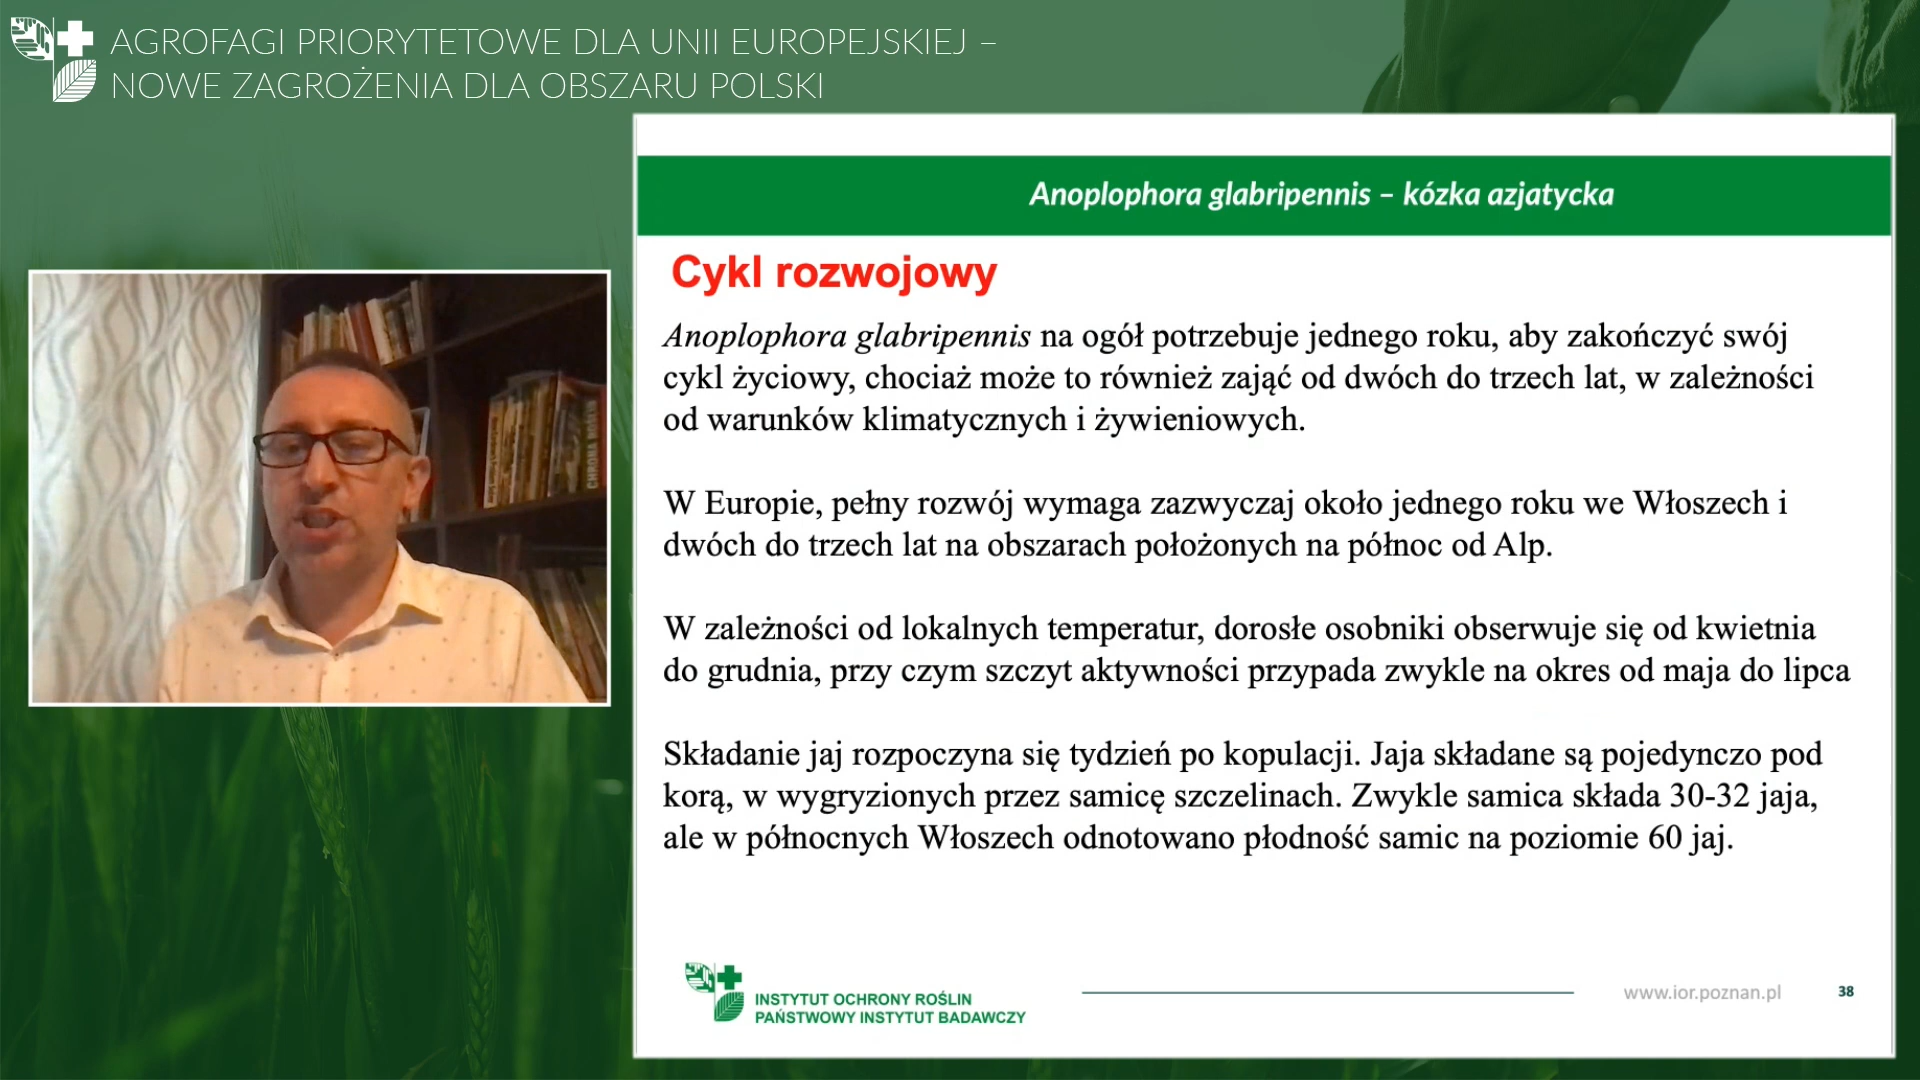 AGROFAGI PRIORYTETOWE DLA UNII EUROPEJSKIEJ –
NOWE ZAGROŻENIA DLA OBSZARU POLSKI
Anoplophora glabripennis – kózka azjatycka
Cykl rozwojowy
Anoplophora glabripennis na ogół potrzebuje jednego roku, aby zakończyć swój
cykl życiowy, chociaż może to również zająć od dwóch do trzech lat, w zależności
od warunków klimatycznych i żywieniowych.
W Europie, pełny rozwój wymaga zazwyczaj około jednego roku we Włoszech i
dwóch do trzech lat na obszarach położonych na północ od Alp.
W zależności od lokalnych temperatur, dorosłe osobniki obserwuje się od kwietnia
do grudnia, przy czym szczyt aktywności przypada zwykle na okres od maja do lipca
Składanie jaj rozpoczyna się tydzień po kopulacji. Jaja składane są pojedynczo pod
korą, w wygryzionych przez samicę szczelinach. Zwykle samica składa 30-32 jaja,
ale w północnych Włoszech odnotowano płodność samic na poziomie 60 jaj.
INSTYTUT OCHRONY ROŚLIN
PAŃSTWOWY INSTYTUT BADAWCZY
www.ior.poznan.pl
38